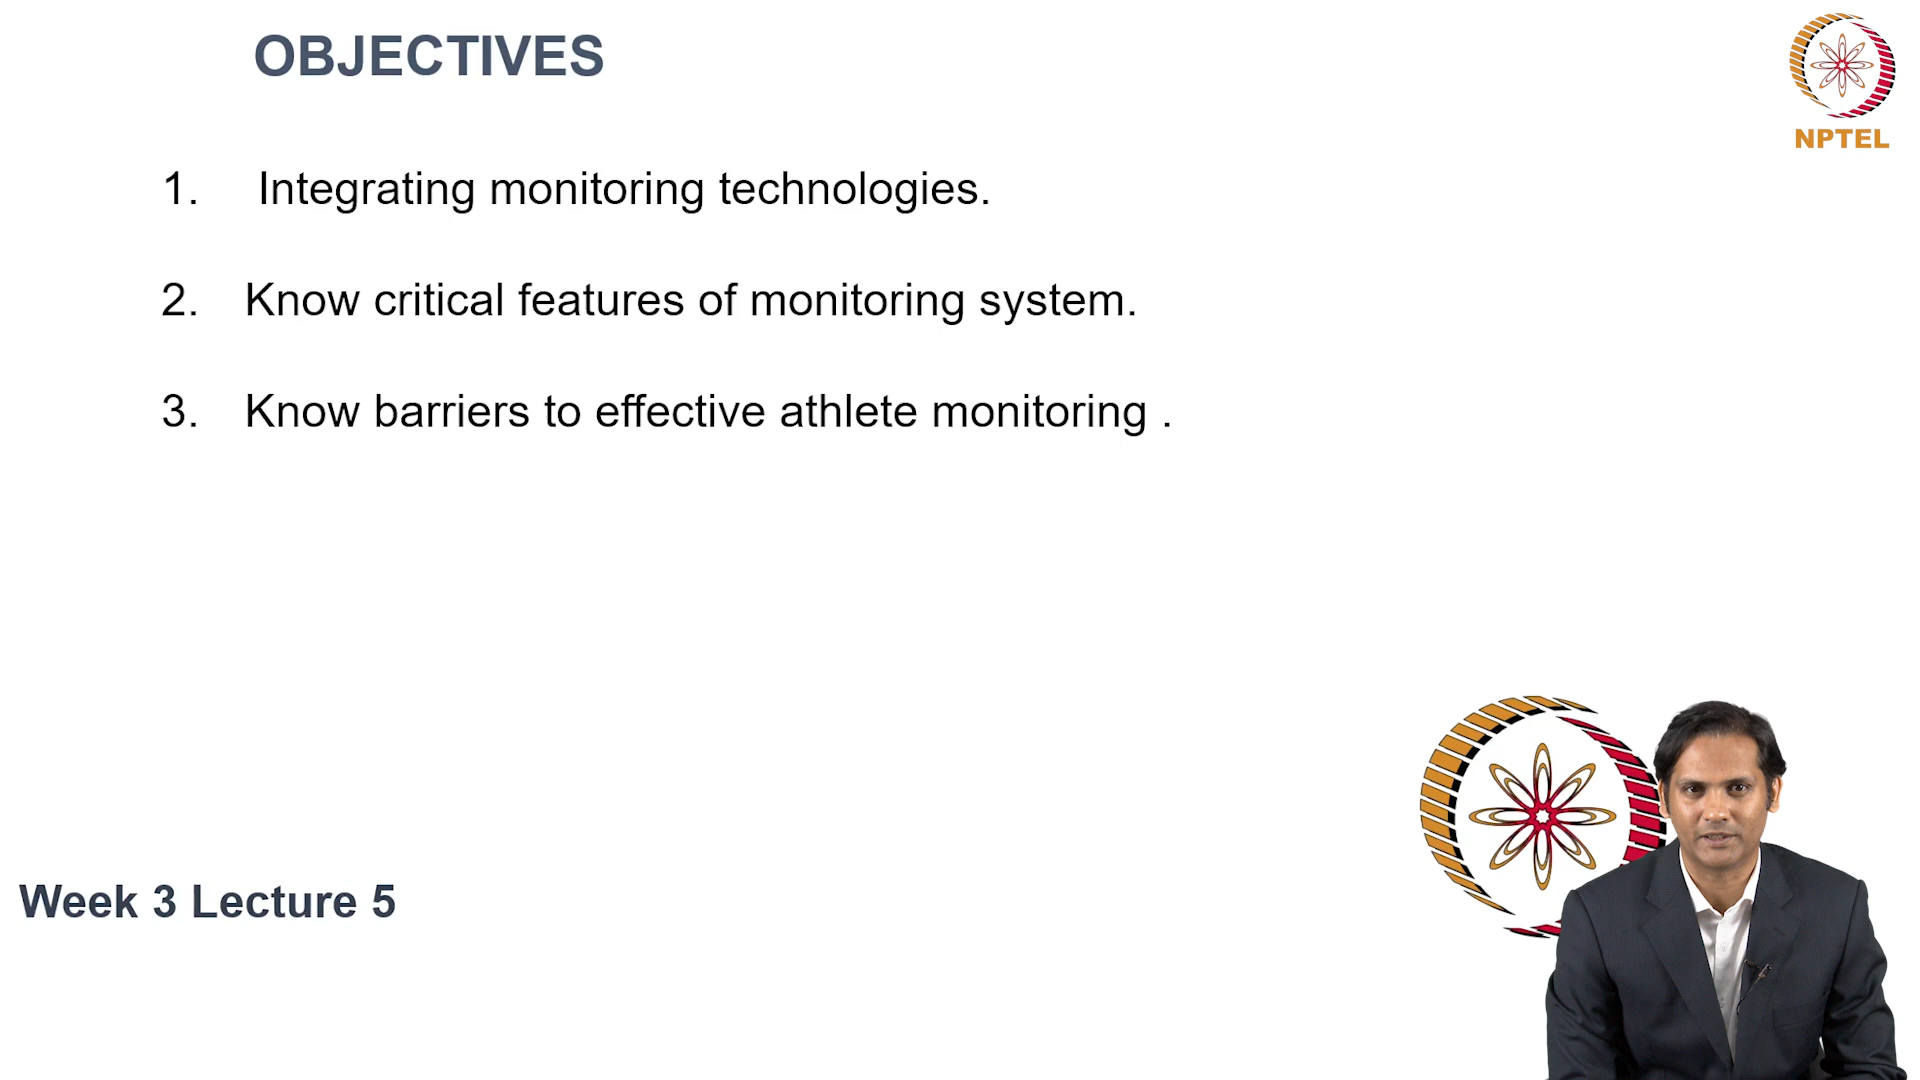 OBJECTIVES
NPTEL
1. Integrating monitoring technologies.
2. Know critical features of monitoring system.
3. Know barriers to effective athlete monitoring .
Week 3 Lecture 5